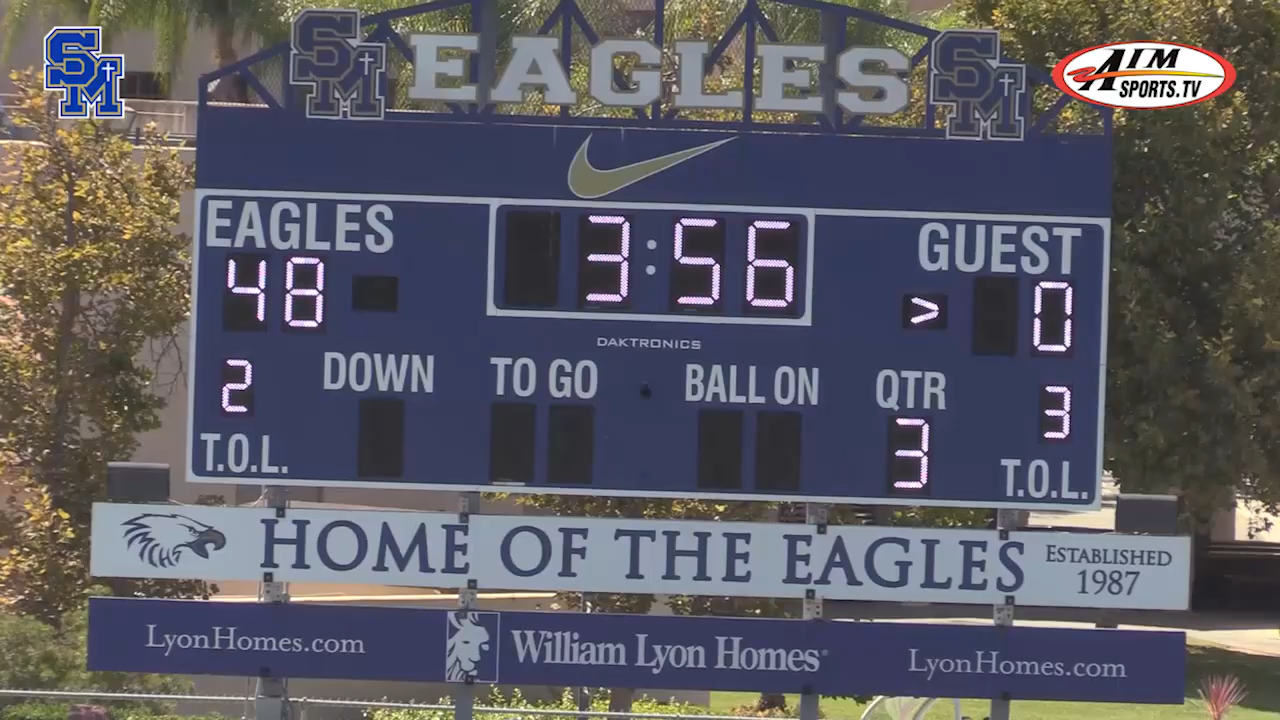 SM
EAGLES
SM
SM
AIM
SPORTS.TV
EAGLES
3:56
GUEST
48
>
0
DAKTRONICS
DOWN
TO GO
BALL ON
QTR
2
3
3
T.O.L.
T.O.L.
HOME OF THE EAGLES
ESTABLISHED
1987
LyonHomes.com
William Lyon Homes
LyonHomes.com